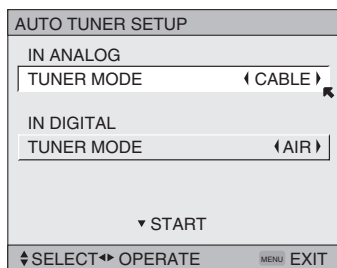 AUTO TUNER SETUP
IN ANALOG
TUNER MODE CABLE
IN DIGITAL
TUNER MODE AIR
START
SELECT OPERATE MENU EXIT